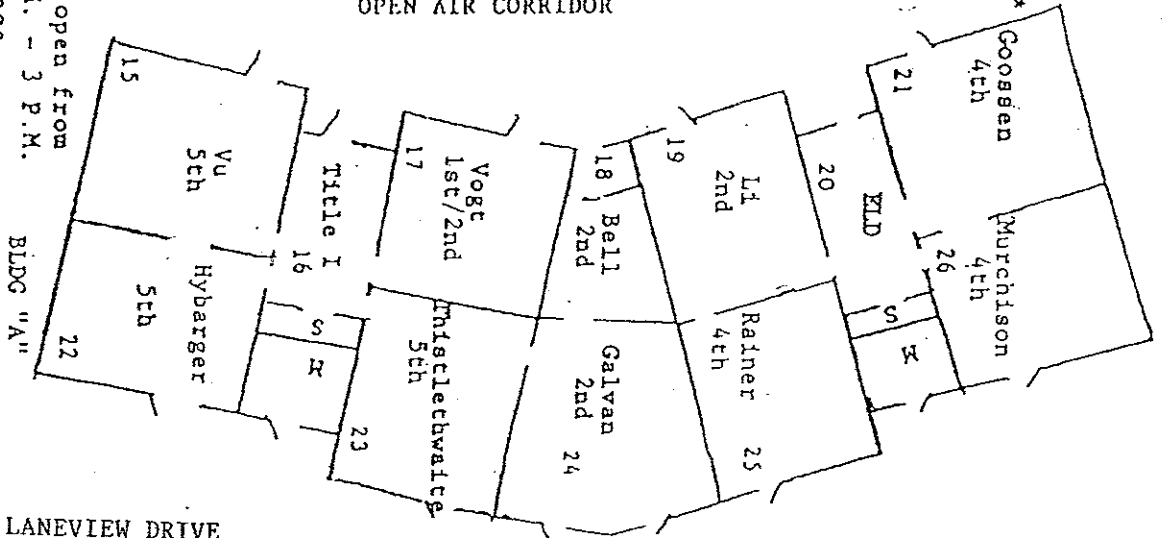 OPEN AIR CORRIDOR
open from
. - 3 P.M.
15
Vu
5th
Title I
16
17
Vogt
1st/2nd
18
Bell
2nd
19
Li
2nd
20
ELD
21
Goossen
4th
*
Murchison
4th
26
S
W
Rainer
4th
25
Galvan
2nd
24
Thistlethwaite
5th
23
S
Hybarger
5th
22
BLDG "A"
LANEVIEW DRIVE